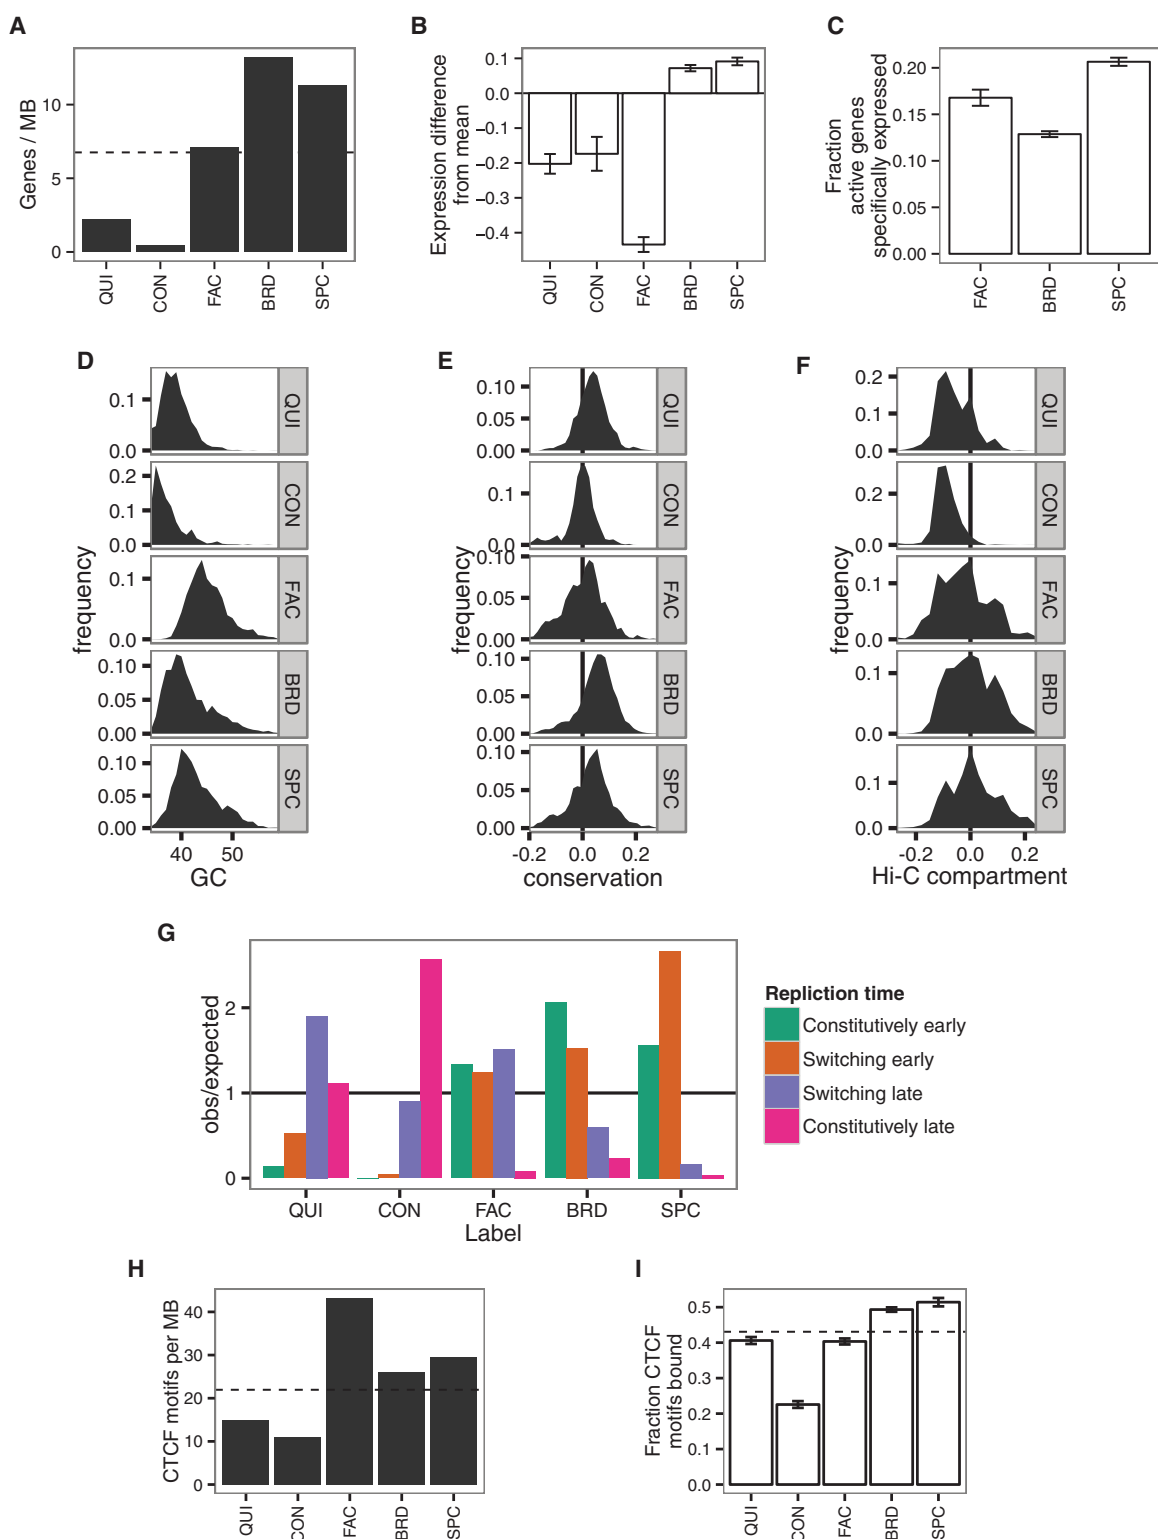 A
Genes / MB
10
5
0
QUI
CON
FAC
BRD
SPC
B
Expression difference
from mean
0.1
0.0
−0.1
−0.2
−0.3
−0.4
QUI
CON
FAC
BRD
SPC
C
Fraction
active genes
specifically expressed
0.20
0.15
0.10
0.05
0.00
FAC
BRD
SPC
D
frequency
0.1
0.0
QUI
0.2
0.1
0.0
CON
0.1
0.0
FAC
0.10
0.05
0.00
BRD
0.10
0.05
0.00
SPC
40 50
GC
E
frequency
0.10
0.05
0.00
QUI
0.1
0.0
CON
0.10
0.05
0.00
FAC
0.10
0.05
0.00
BRD
0.10
0.05
0.00
SPC
-0.2 0.0 0.2
conservation
F
frequency
0.2
0.1
0.0
QUI
0.2
0.0
CON
0.1
0.0
FAC
0.1
0.0
BRD
0.1
0.0
SPC
-0.2 0.0 0.2
Hi-C compartment
G
obs/expected
2
1
0
QUI CON FAC BRD SPC
Label
Repliction time
Constitutively early
Switching early
Switching late
Constitutively late
H
CTCF motifs per MB
40
30
20
10
0
QUI
CON
FAC
BRD
SPC
I
Fraction CTCF
motifs bound
0.5
0.4
0.3
0.2
0.1
0.0
QUI
CON
FAC
BRD
SPC